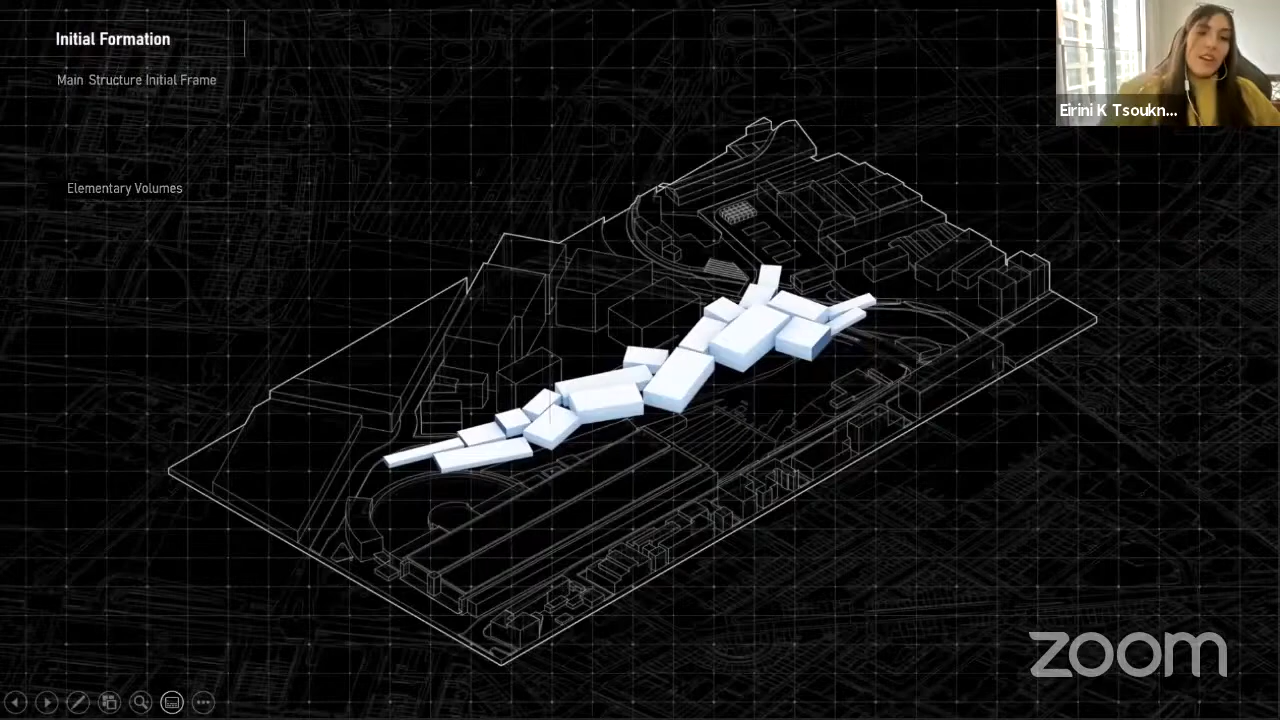 Initial Formation
Main Structure Initial Frame
Elementary Volumes
Eirini K Tsoukn...
zoom